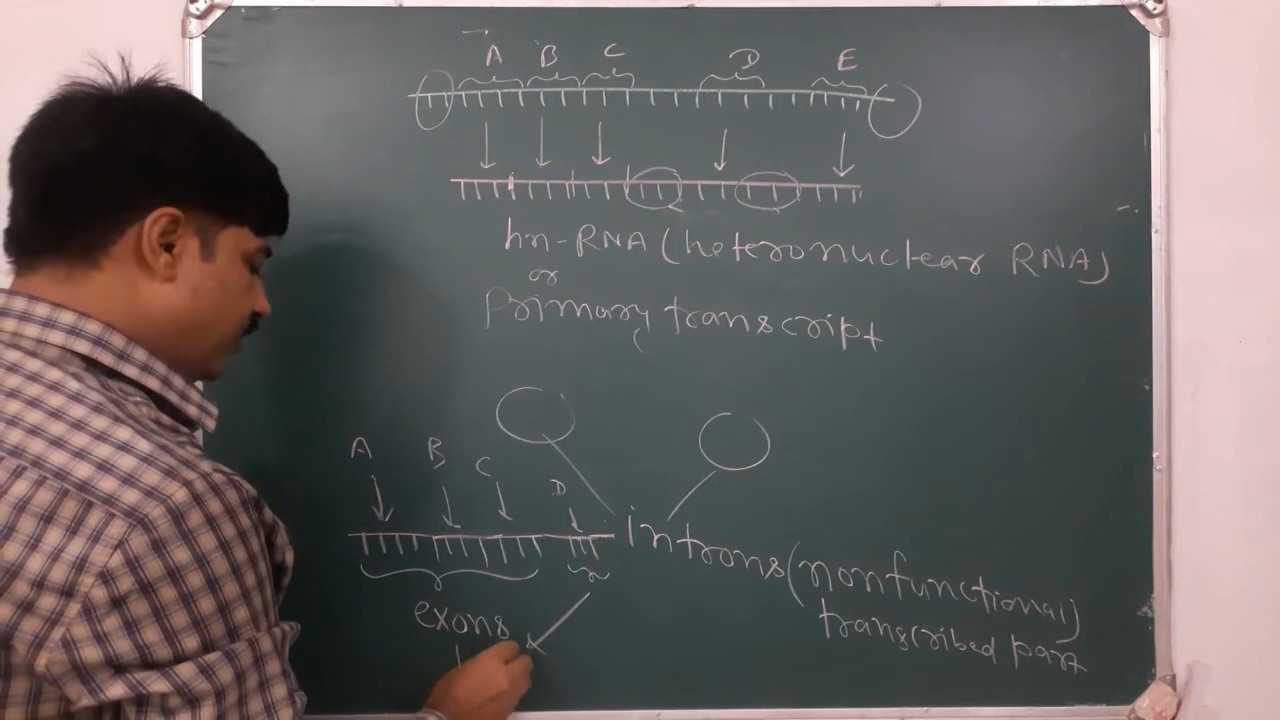 A B C D E
hn-RNA (heteronuclear RNA)
or
Primary transcript
A B C D
introns (nonfunctional)
transcribed part
exons